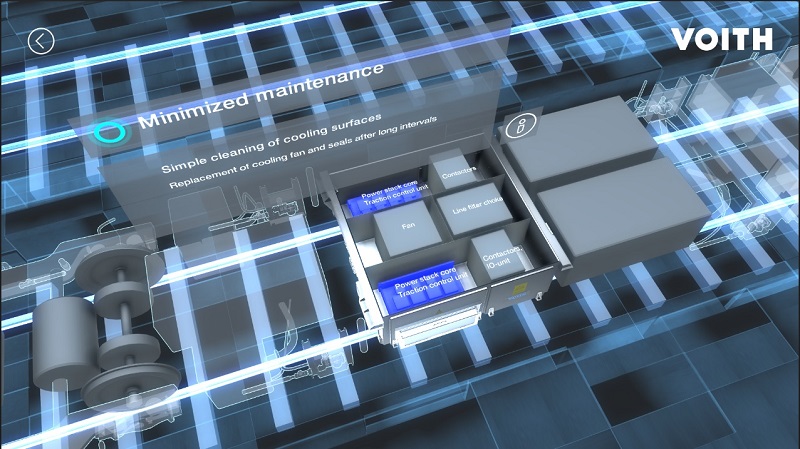 VOITH
Minimized maintenance
Simple cleaning of cooling surfaces
Replacement of cooling fan and seals after long intervals
i
Power stack core
Traction control unit
Contactors
Fan
Line filter choke
Power stack core
Traction control unit
Contactors,
IO-unit